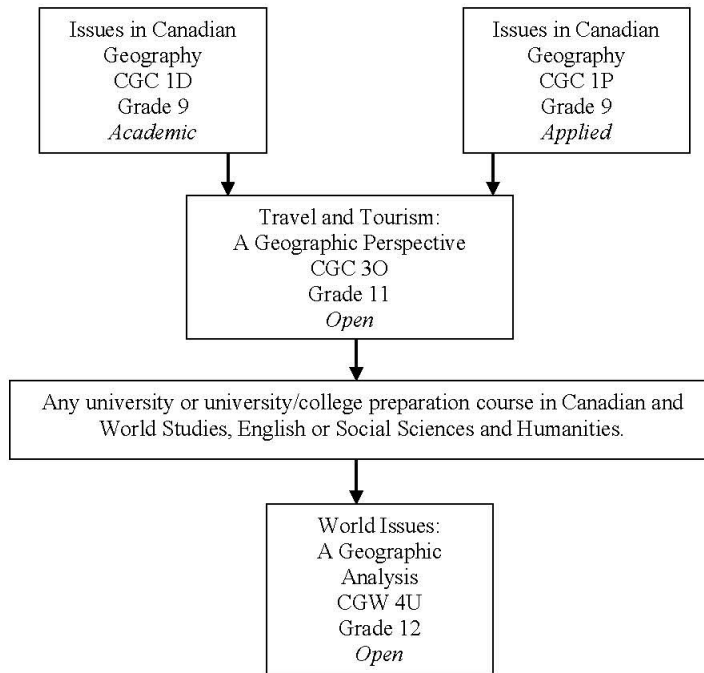 Issues in Canadian
Geography
CGC 1D
Grade 9
Academic
Issues in Canadian
Geography
CGC 1P
Grade 9
Applied
Travel and Tourism:
A Geographic Perspective
CGC 3O
Grade 11
Open
Any university or university/college preparation course in Canadian and
World Studies, English or Social Sciences and Humanities.
World Issues:
A Geographic
Analysis
CGW 4U
Grade 12
Open